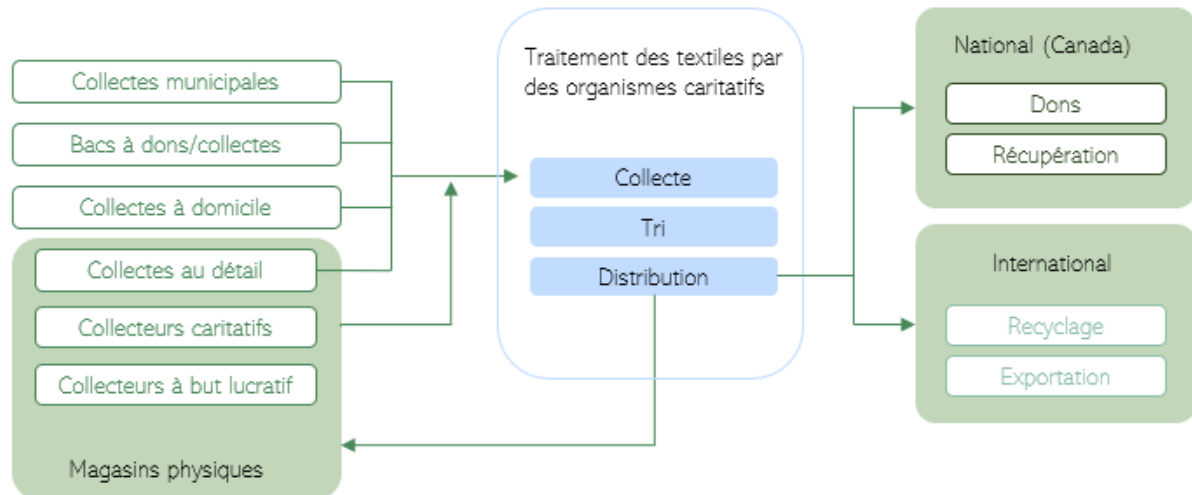 Collectes municipales
Bacs à dons/collectes
Collectes à domicile
Collectes au détail
Collecteurs caritatifs
Collecteurs à but lucratif
Magasins physiques
Traitement des textiles par
des organismes caritatifs
Collecte
Tri
Distribution
National (Canada)
Dons
Récupération
International
Recyclage
Exportation